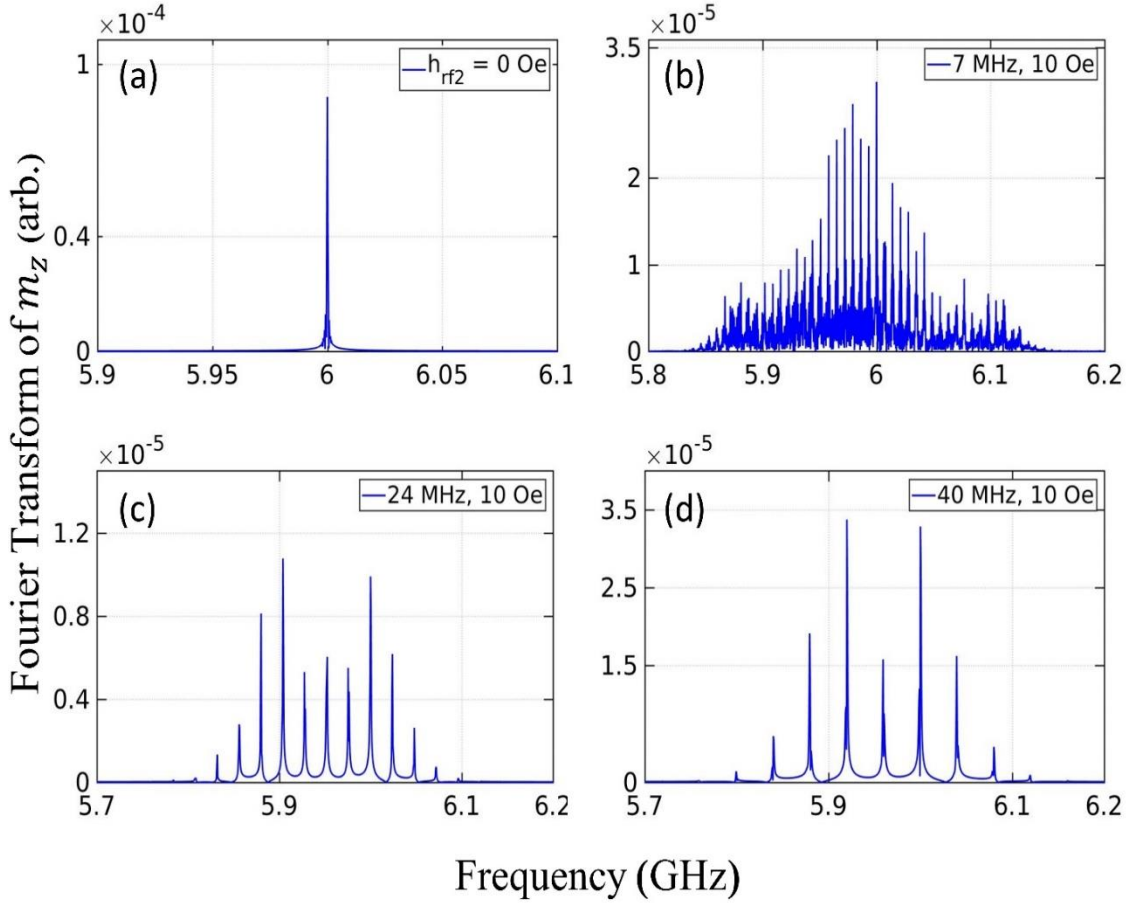 ×10⁻⁴
(a)
h_rf2 = 0 Oe
1
0.4
0
5.9 5.95 6 6.05 6.1
(b)
7 MHz, 10 Oe
3.5
×10⁻⁵
2
1
0
5.8 5.9 6 6.1 6.2
×10⁻⁵
(c)
24 MHz, 10 Oe
1.2
0.8
0.4
0
5.7 5.9 6.1 6.2
×10⁻⁵
(d)
40 MHz, 10 Oe
3.5
2.5
1.5
0
5.7 5.9 6.1 6.2
Fourier Transform of m_z (arb.)
Frequency (GHz)